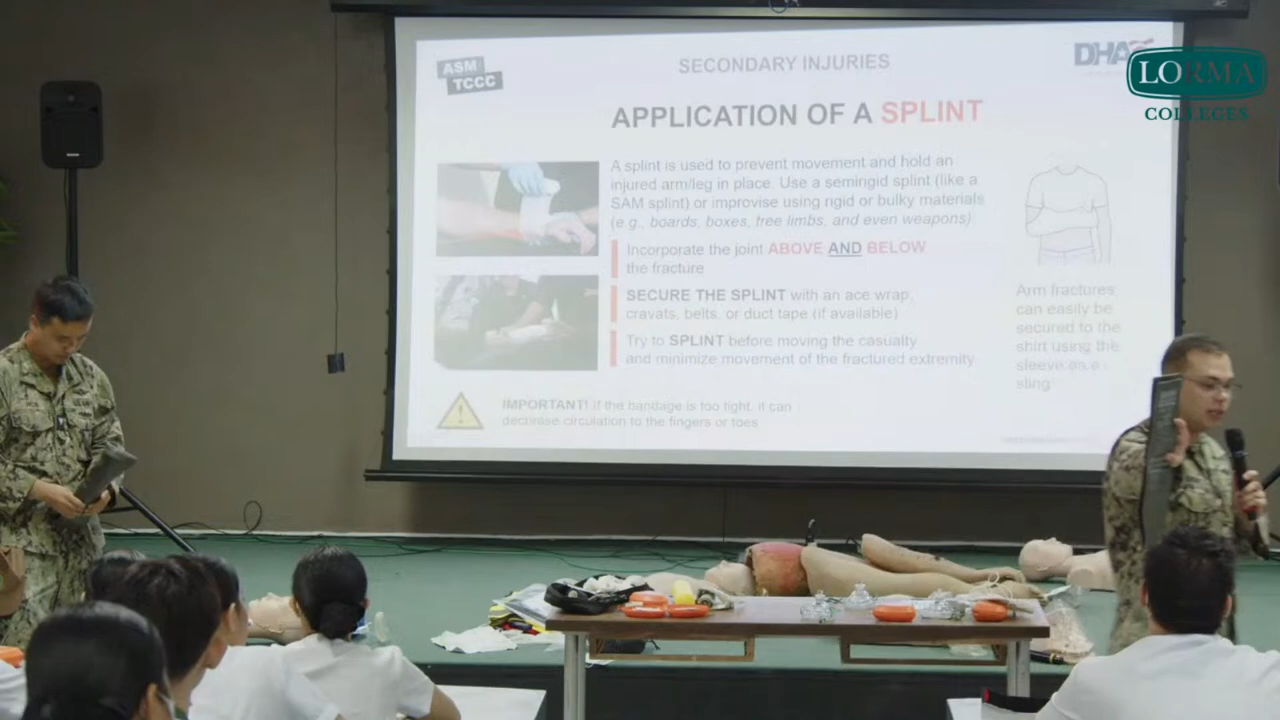 ASM
TCCC
SECONDARY INJURIES
DHA
LORMA
COLLEGES
APPLICATION OF A SPLINT
A splint is used to prevent movement and hold an
injured arm/leg in place. Use a semirigid splint (like a
SAM splint) or improvise using rigid or bulky materials
(e.g., boards, boxes, tree limbs, and even weapons)
Incorporate the joint ABOVE AND BELOW
the fracture
SECURE THE SPLINT with an ace wrap,
cravats, belts, or duct tape (if available)
Try to SPLINT before moving the casualty
and minimize movement of the fractured extremity
Arm fractures
can easily be
secured to the
shirt using the
sleeve as a
sling
IMPORTANT! If the bandage is too tight, it can
decrease circulation to the fingers or toes